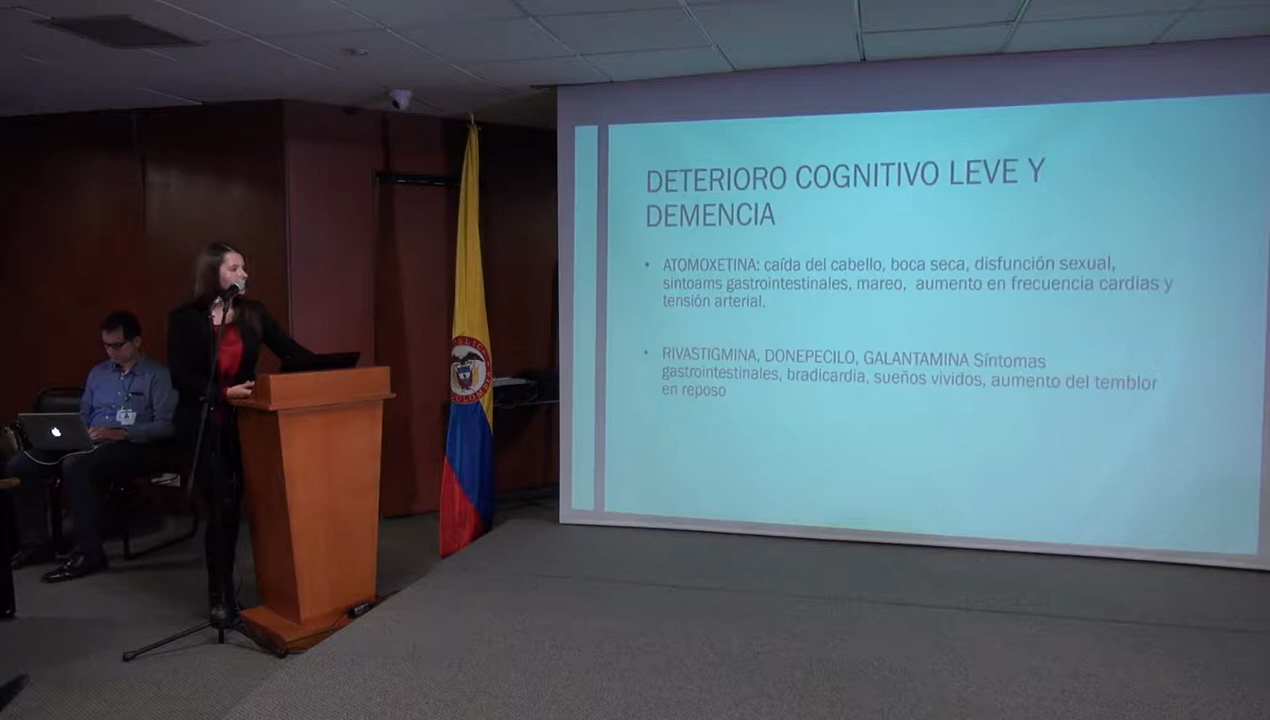 DETERIORO COGNITIVO LEVE Y
DEMENCIA
• ATOMOXETINA: caída del cabello, boca seca, disfunción sexual,
sintoams gastrointestinales, mareo, aumento en frecuencia cardias y
tensión arterial.
• RIVASTIGMINA, DONEPECILO, GALANTAMINA Síntomas
gastrointestinales, bradicardia, sueños vividos, aumento del temblor
en reposo